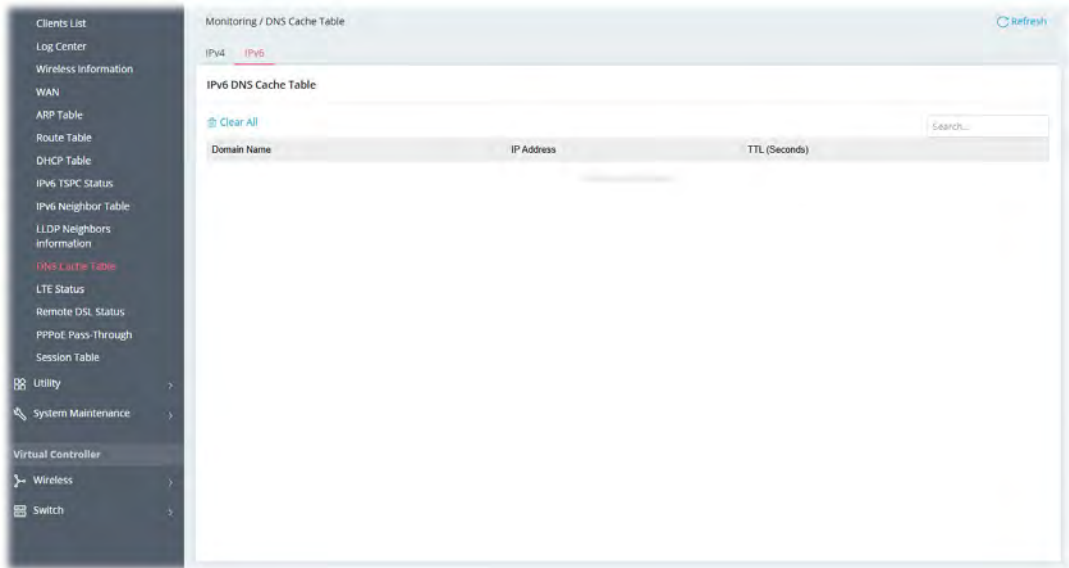 Clients List
Log Center
Wireless Information
WAN
ARP Table
Route Table
DHCP Table
IPv6 TSPC Status
IPv6 Neighbor Table
LLDP Neighbors
information
DNS Cache Table
LTE Status
Remote DSL Status
PPPoE Pass-Through
Session Table
Utility
System Maintenance
Virtual Controller
Wireless
Switch
Monitoring / DNS Cache Table
Refresh
IPv4 IPv6
IPv6 DNS Cache Table
Clear All
Search...
Domain Name IP Address TTL (Seconds)